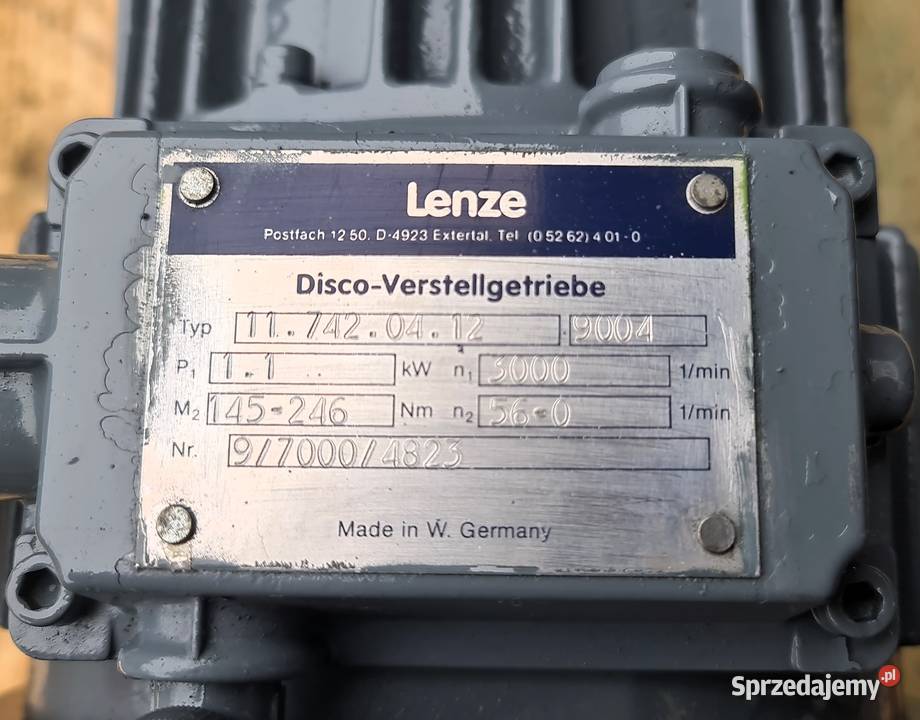 Lenze
Postfach 12 50. D-4923 Extertal. Tel (0 52 62) 4 01-0
Disco-Verstellgetriebe
Typ 11.742.04.12 .9004
P₁ 1.1 kW n₁ 3000 1/min
M₂ 145-246 Nm n₂ 56-0 1/min
Nr. 9/7000/4823
Made in W. Germany
Sprzedajemy.pl